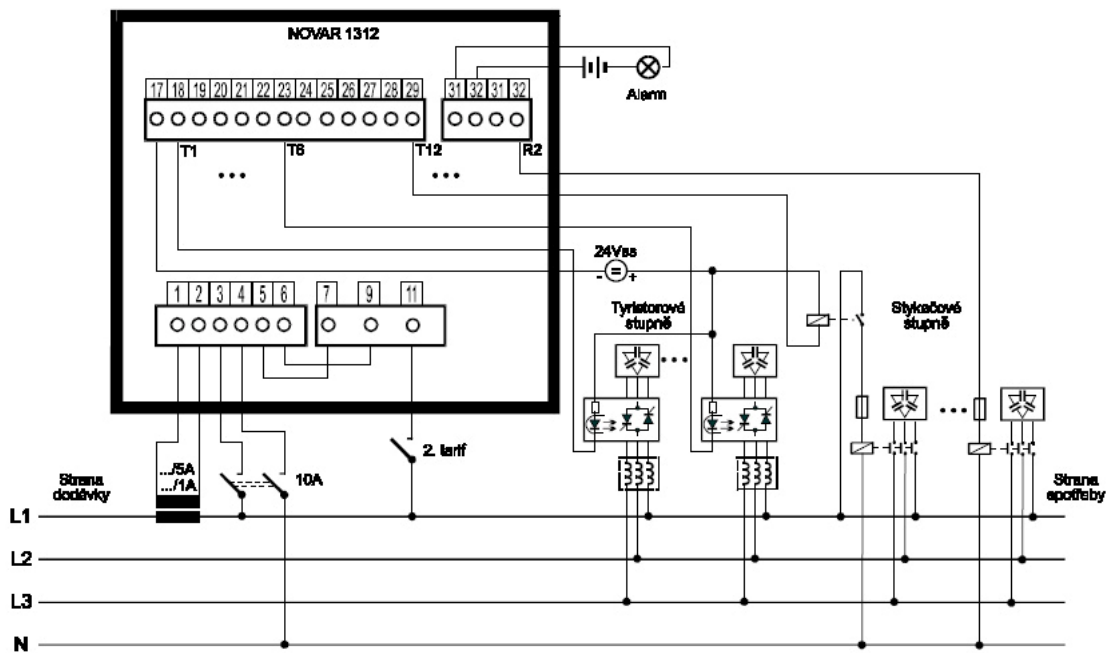 NOVAR 1312
17 18 19 20 21 22 23 24 25 26 27 28 29
31 32 31 32
Alarm
T1 T6 T12 R2
24Vss
- = +
1 2 3 4 5 6 7 9 11
Tyristorové
stupně
Stykačové
stupně
2. tarif
Strana
dodávky
.../5A
.../1A
10A
Strana
spotřeby
L1
L2
L3
N